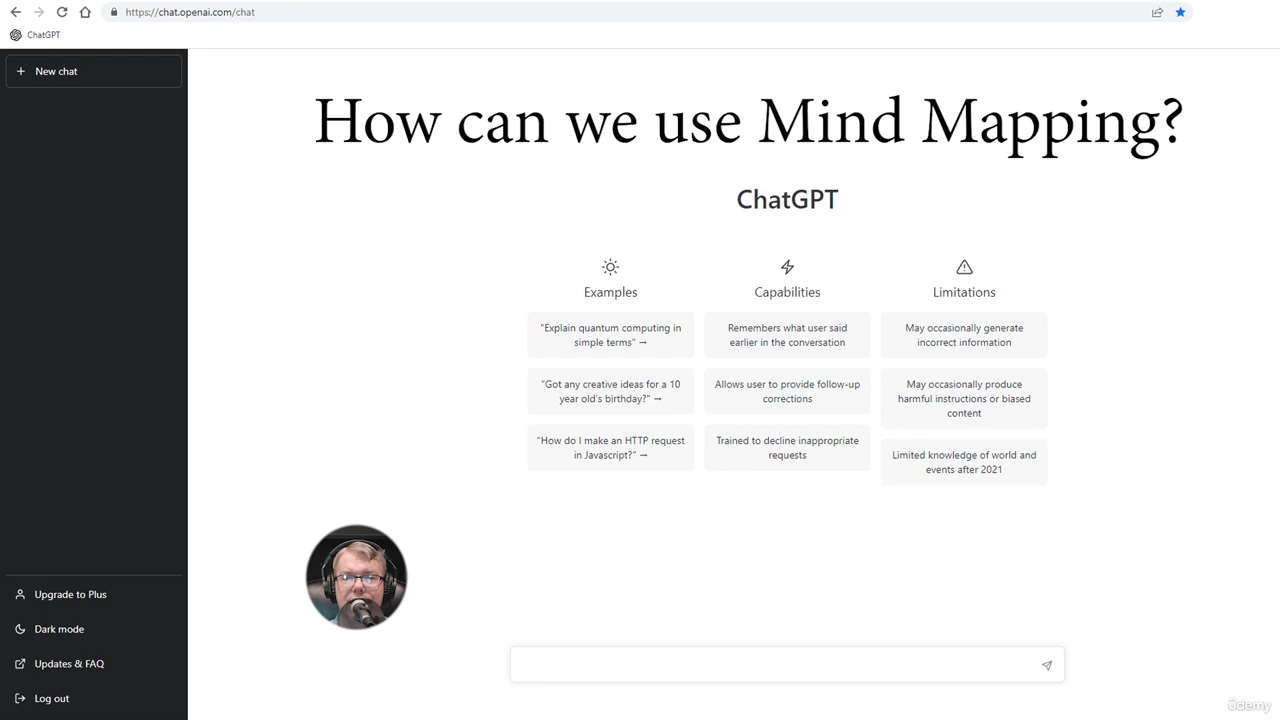 https://chat.openai.com/chat
ChatGPT
New chat
How can we use Mind Mapping?
ChatGPT
Examples
"Explain quantum computing in
simple terms" →
"Got any creative ideas for a 10
year old's birthday?" →
"How do I make an HTTP request
in Javascript?" →
Capabilities
Remembers what user said
earlier in the conversation
Allows user to provide follow-up
corrections
Trained to decline inappropriate
requests
Limitations
May occasionally generate
incorrect information
May occasionally produce
harmful instructions or biased
content
Limited knowledge of world and
events after 2021
Upgrade to Plus
Dark mode
Updates & FAQ
Log out
ûdemy